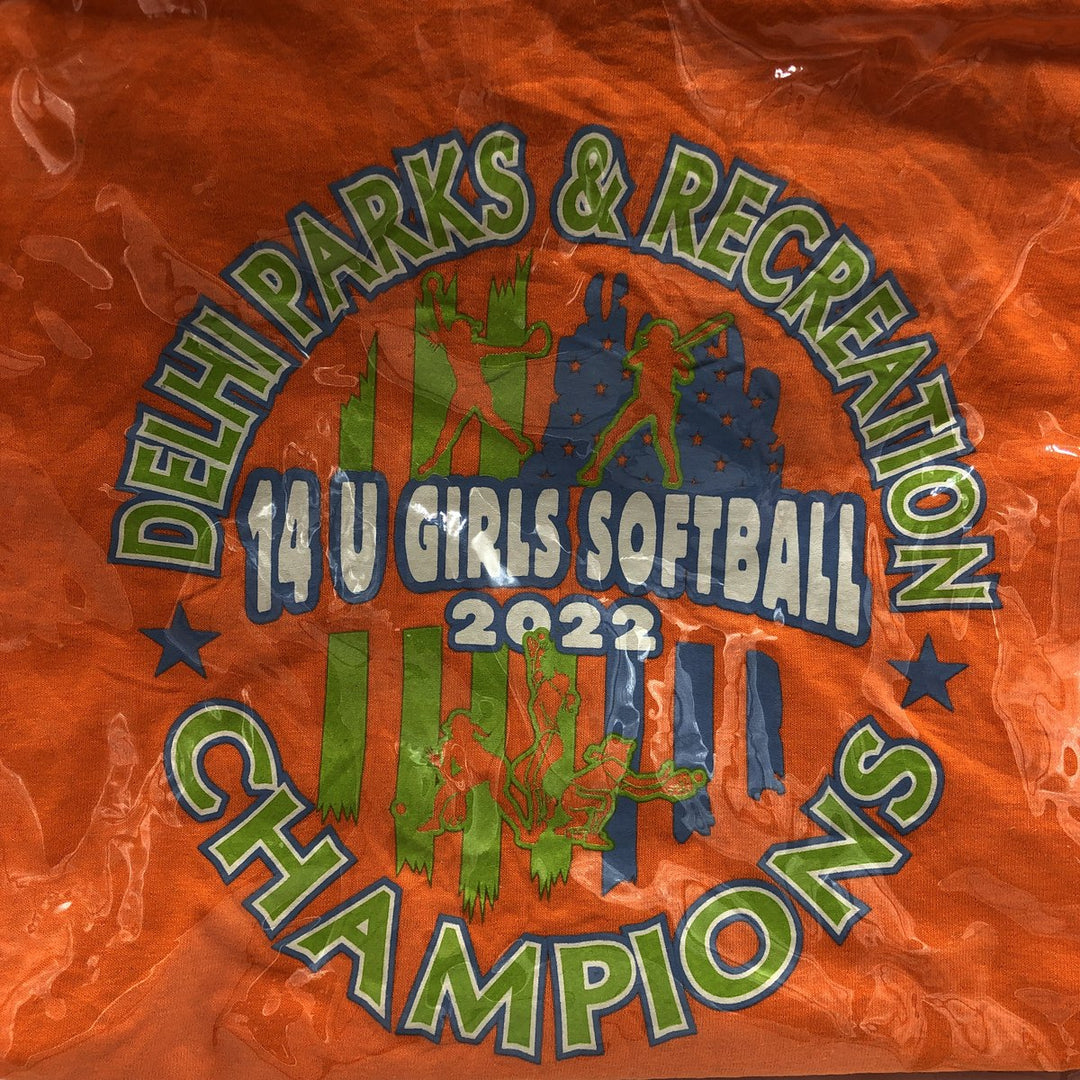 DELHI PARKS & RECREATION
14 U GIRLS SOFTBALL
2022
CHAMPIONS